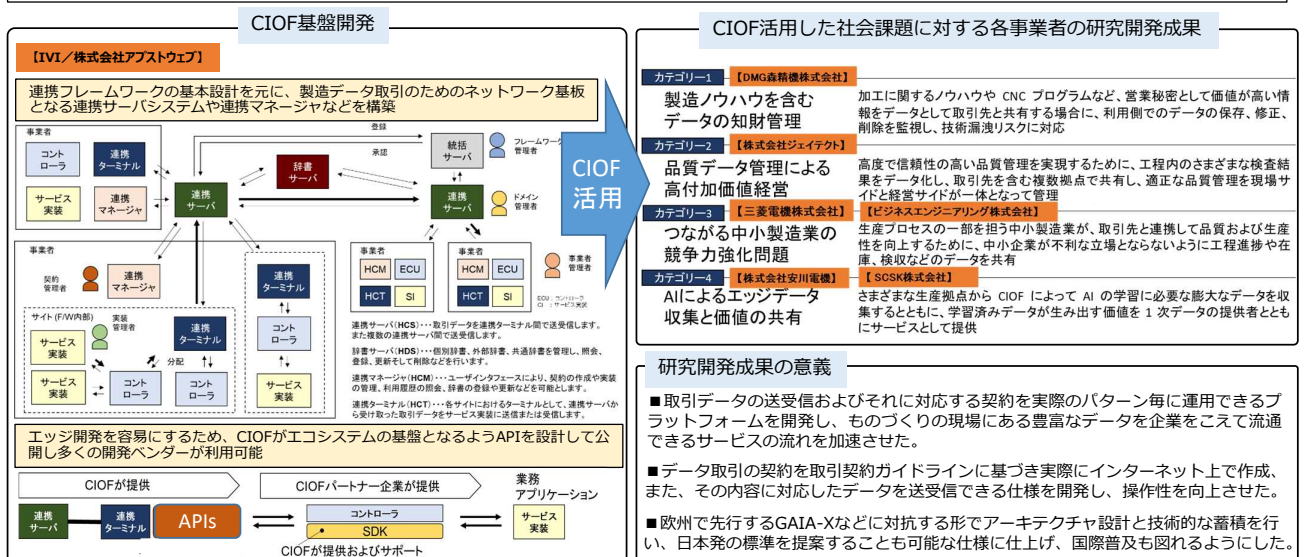 CIOF基盤開発
【IVI／株式会社アプストウェブ】
連携フレームワークの基本設計を元に、製造データ取引のためのネットワーク基板
となる連携サーバシステムや連携マネージャなどを構築
事業者
コント
ローラ
連携
ターミナル
サービス
実装
連携
マネージャ
連携
サーバ
登録
承認
辞書
サーバ
統括
サーバ
フレームワーク
管理者
連携
サーバ
ドメイン
管理者
事業者
契約
管理者
連携
マネージャ
サイト(F/W内部)
実装
管理者
サービス
実装
連携
ターミナル
分配
サービス
実装
コント
ローラ
コント
ローラ
連携
ターミナル
コント
ローラ
サービス
実装
事業者
HCM
ECU
HCT
SI
事業者
HCM
ECU
HCT
SI
事業者
管理者
ECU：コントローラ
CI ：サービス実装
連携サーバ(HCS)･･･取引データを連携ターミナル間で送受信します。
また複数の連携サーバ間で送受信します。
辞書サーバ(HDS)･･･個別辞書、外部辞書、共通辞書を管理し、照会、
登録、更新そして削除などを行います。
連携マネージャ(HCM)･･･ユーザインタフェースにより、契約の作成や実装
の管理、利用履歴の照会、辞書の登録や更新などを可能とします。
連携ターミナル(HCT)･･･各サイトにおけるターミナルとして、連携サーバか
ら受け取った取引データをサービス実装に送信または受信します。
エッジ開発を容易にするため、CIOFがエコシステムの基盤となるようAPIを設計して公
開し多くの開発ベンダーが利用可能
CIOFが提供
CIOFパートナー企業が提供
業務
アプリケーション
連携
サーバ
連携
ターミナル
APIs
コントローラ
SDK
サービス
実装
CIOFが提供およびサポート
CIOF
活用
CIOF活用した社会課題に対する各事業者の研究開発成果
カテゴリー1
【DMG森精機株式会社】
製造ノウハウを含む
データの知財管理
加工に関するノウハウや CNC プログラムなど、営業秘密として価値が高い情
報をデータとして取引先と共有する場合に、利用側でのデータの保存、修正、
削除を監視し、技術漏洩リスクに対応
カテゴリー2
【株式会社ジェイテクト】
品質データ管理による
高付加価値経営
高度で信頼性の高い品質管理を実現するために、工程内のさまざまな検査結
果をデータ化し、取引先を含む複数拠点で共有し、適正な品質管理を現場サ
イドと経営サイドが一体となって管理
カテゴリー3
【三菱電機株式会社】
【ビジネスエンジニアリング株式会社】
つながる中小製造業の
競争力強化問題
生産プロセスの一部を担う中小製造業が、取引先と連携して品質および生産
性を向上するために、中小企業が不利な立場とならないように工程進捗や在
庫、検収などのデータを共有
カテゴリー4
【株式会社安川電機】
【 SCSK株式会社】
AIによるエッジデータ
収集と価値の共有
さまざまな生産拠点から CIOF によって AI の学習に必要な膨大なデータを収
集するとともに、学習済みデータが生み出す価値を 1 次データの提供者ととも
にサービスとして提供
研究開発成果の意義
■取引データの送受信およびそれに対応する契約を実際のパターン毎に運用できるプ
ラットフォームを開発し、ものづくりの現場にある豊富なデータを企業をこえて流通
できるサービスの流れを加速させた。
■データ取引の契約を取引契約ガイドラインに基づき実際にインターネット上で作成、
また、その内容に対応したデータを送受信できる仕様を開発し、操作性を向上させた。
■欧州で先行するGAIA-Xなどに対抗する形でアーキテクチャ設計と技術的な蓄積を行
い、日本発の標準を提案することも可能な仕様に仕上げ、国際普及も図れるようにした。